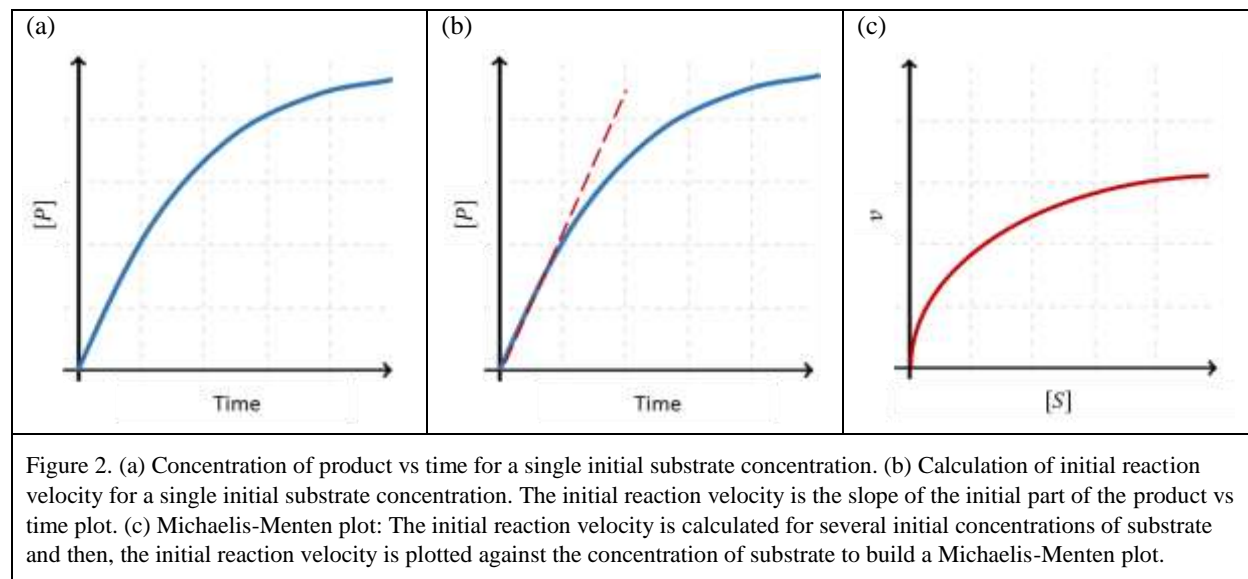 (a)
[P]
Time
(b)
[P]
Time
(c)
[S]
Figure 2. (a) Concentration of product vs time for a single initial substrate concentration. (b) Calculation of initial reaction
velocity for a single initial substrate concentration. The initial reaction velocity is the slope of the initial part of the product vs
time plot. (c) Michaelis-Menten plot: The initial reaction velocity is calculated for several initial concentrations of substrate
and then, the initial reaction velocity is plotted against the concentration of substrate to build a Michaelis-Menten plot.